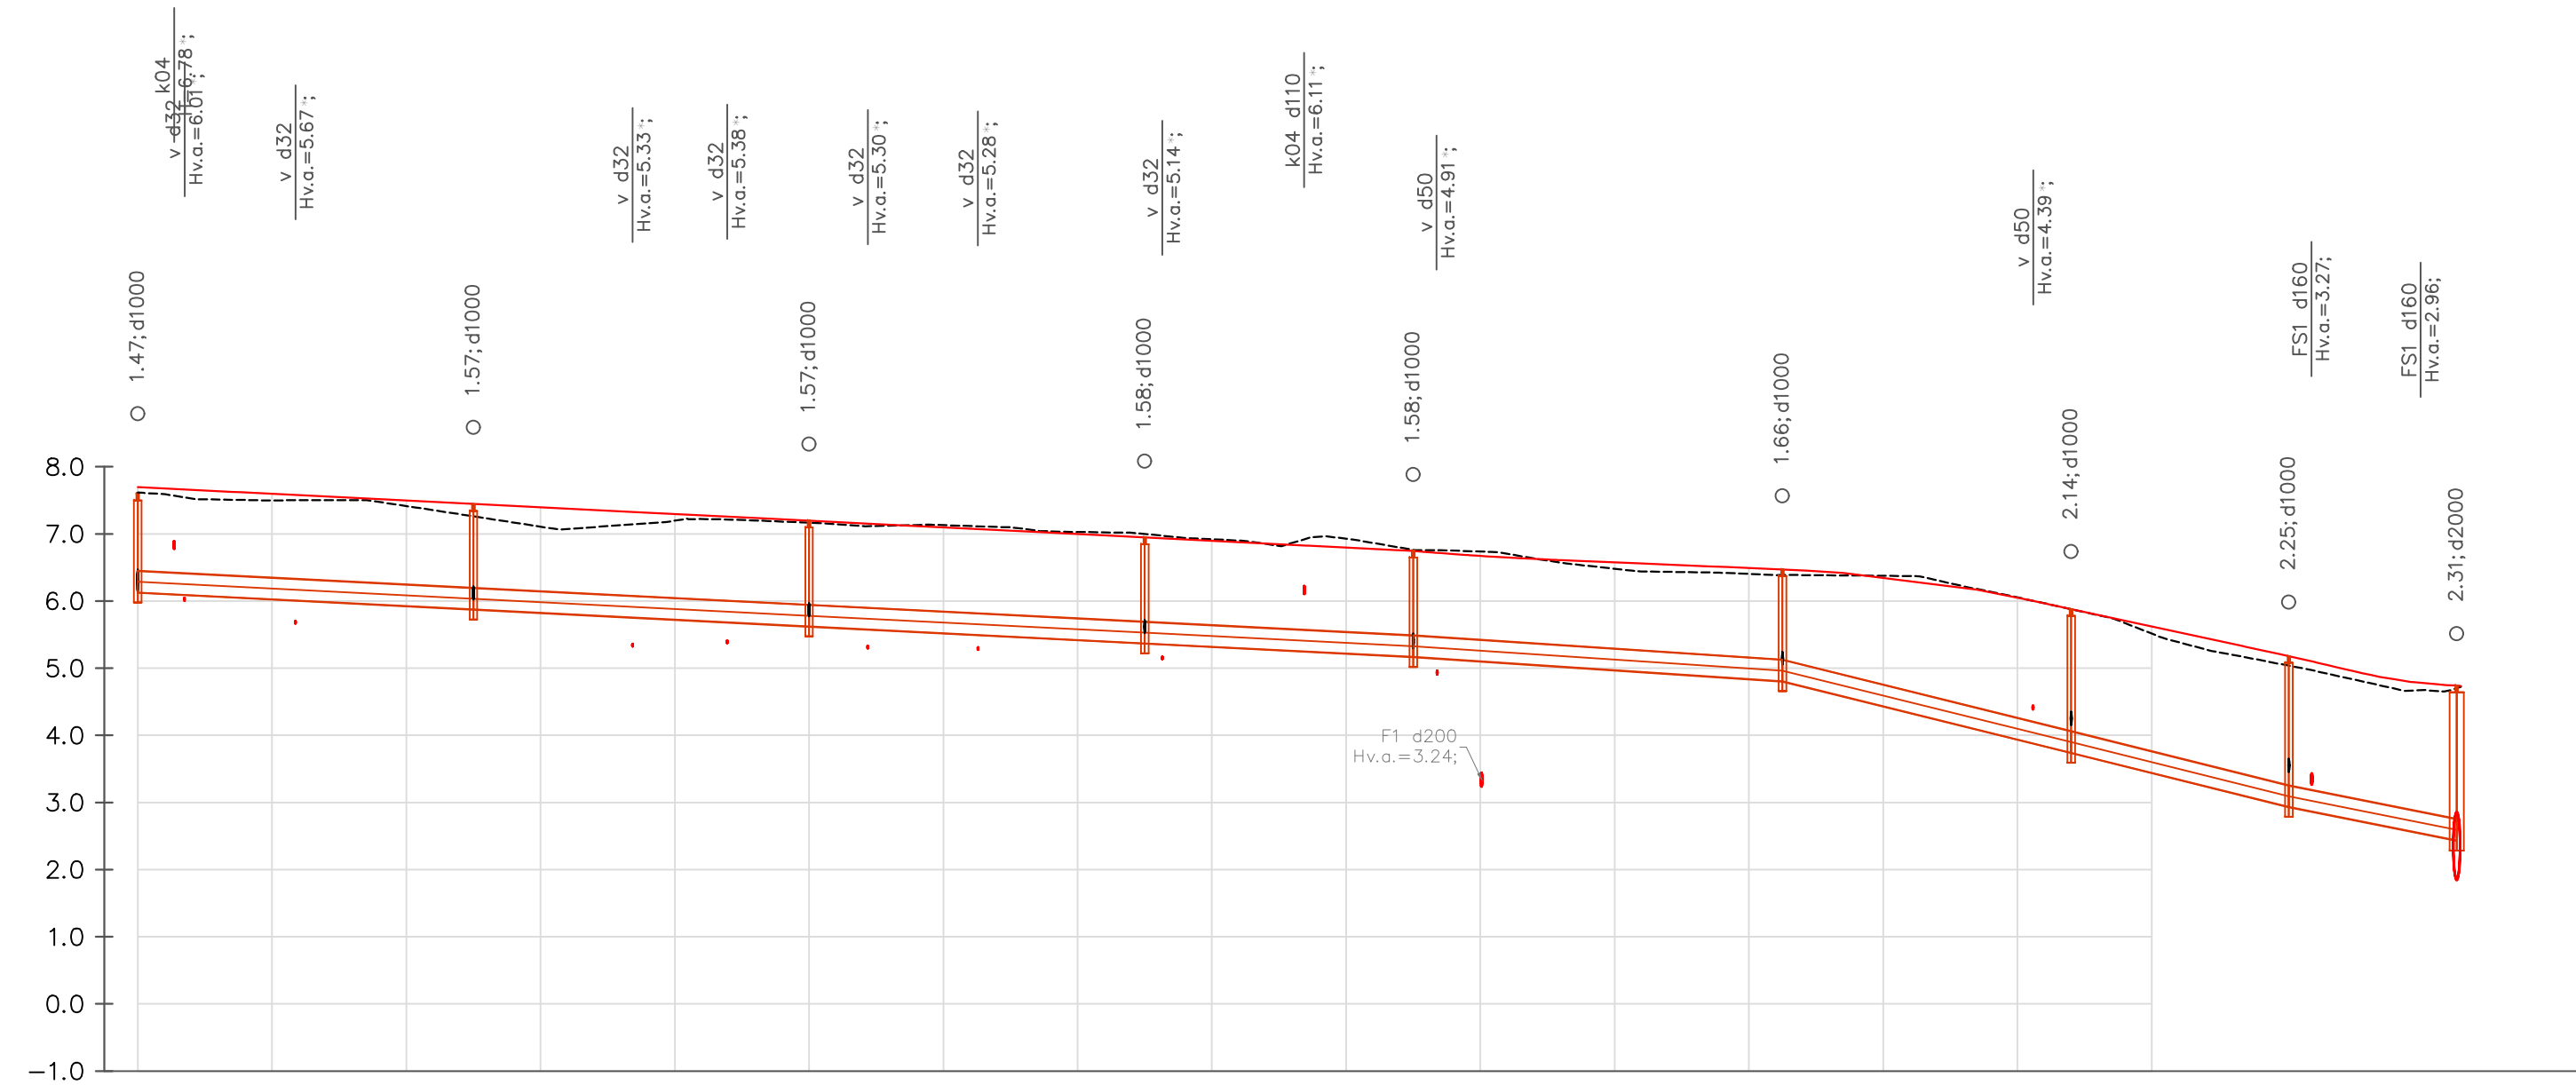 k04
H=6.78*;
v d32
Hv.a.=6.01*;
v d32
Hv.a.=5.67*;
v d32
Hv.a.=5.33*;
v d32
Hv.a.=5.38*;
v d32
Hv.a.=5.30*;
v d32
Hv.a.=5.28*;
v d32
Hv.a.=5.14*;
k04 d110
Hv.a.=6.11*;
v d50
Hv.a.=4.91*;
v d50
Hv.a.=4.39*;
FS1 d160
Hv.a.=3.27;
FS1 d160
Hv.a.=2.96;
1.47;d1000
1.57;d1000
1.57;d1000
1.58;d1000
1.58;d1000
1.66;d1000
2.14;d1000
2.25;d1000
2.31;d2000
8.0
7.0
6.0
5.0
4.0
3.0
2.0
1.0
0.0
-1.0
F1 d200
Hv.a.=3.24;